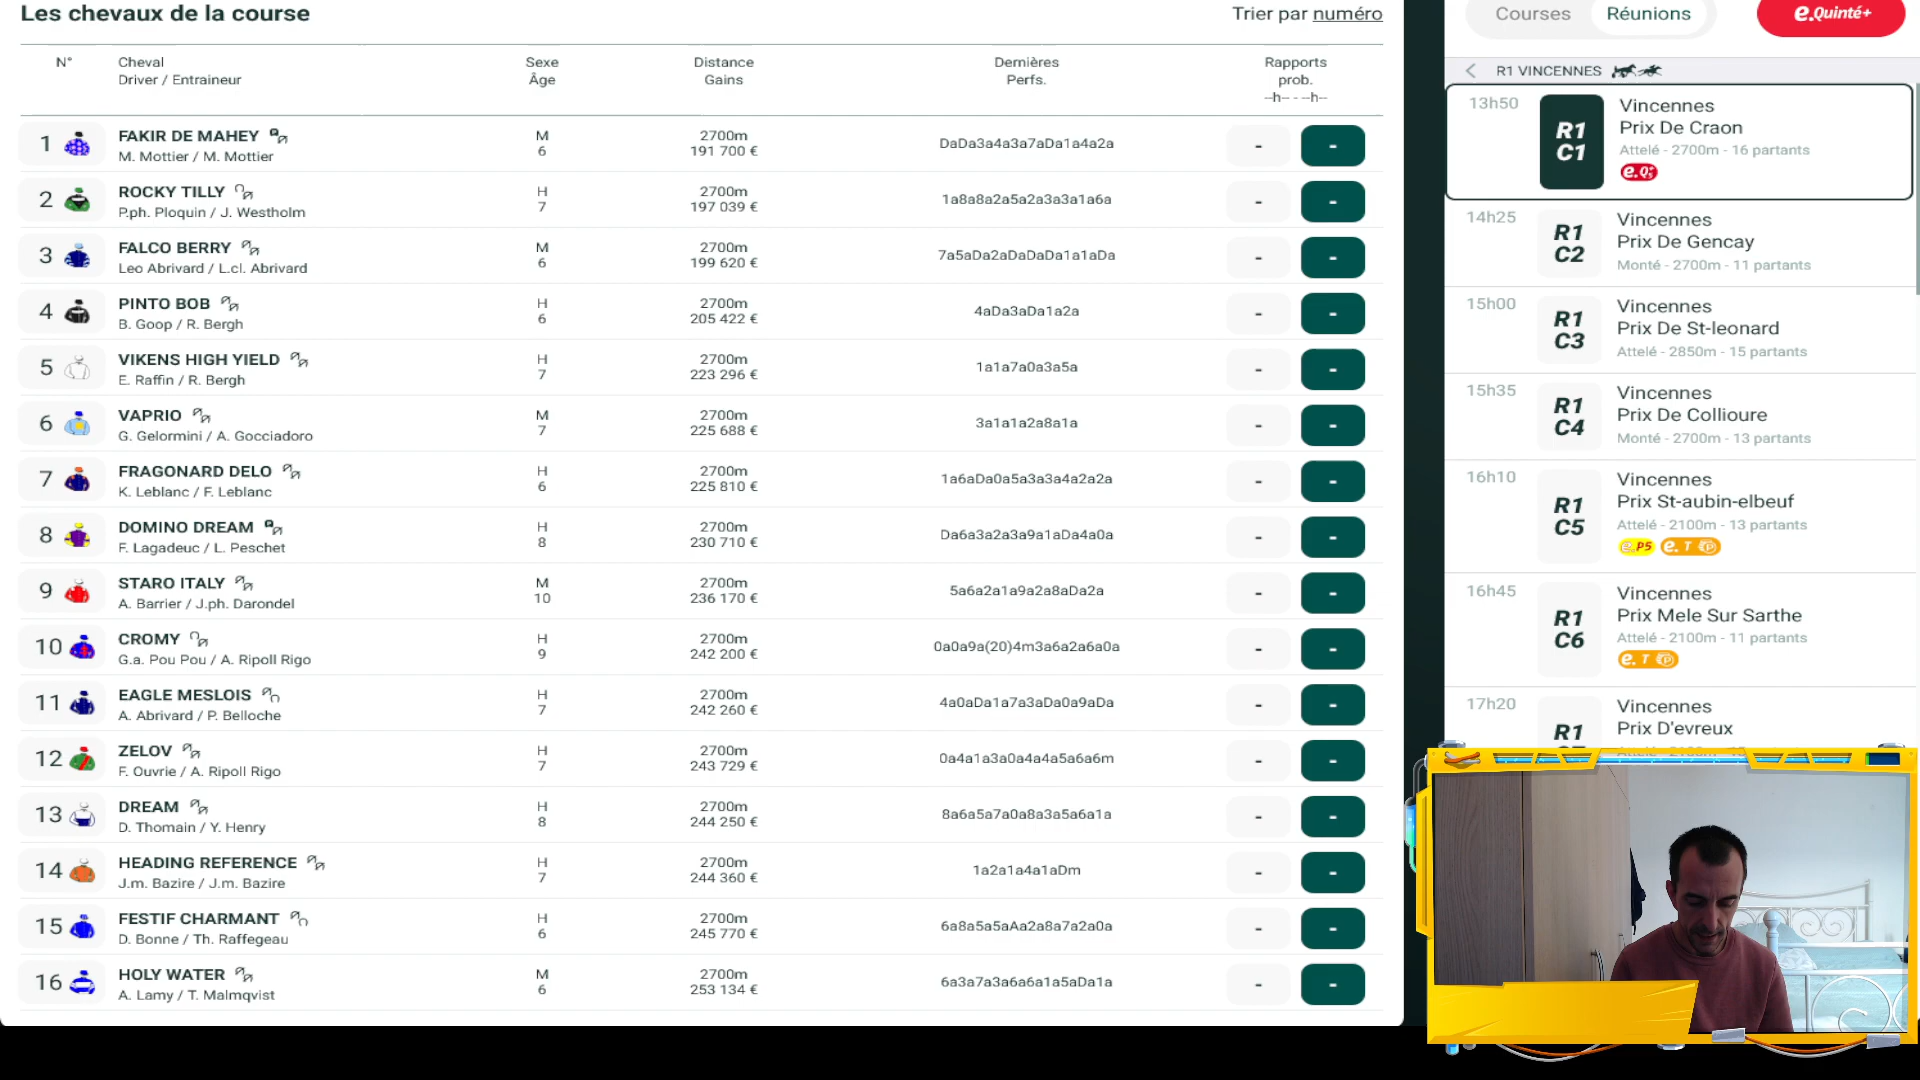 Les chevaux de la course
Trier par numéro
N°
Cheval
Driver / Entraineur
Sexe
Âge
Distance
Gains
Dernières
Perfs.
Rapports
prob.
--h-- - --h--
1 FAKIR DE MAHEY M 2700m DaDa3a4a3a7aDa1a4a2a - -
M. Mottier / M. Mottier 6 191 700 €
2 ROCKY TILLY H 2700m 1a8a8a2a5a2a3a3a1a6a - -
P.ph. Ploquin / J. Westholm 7 197 039 €
3 FALCO BERRY M 2700m 7a5aDa2aDaDaDa1a1aDa - -
Leo Abrivard / L.cl. Abrivard 6 199 620 €
4 PINTO BOB H 2700m 4aDa3aDa1a2a - -
B. Goop / R. Bergh 6 205 422 €
5 VIKENS HIGH YIELD H 2700m 1a1a7a0a3a5a - -
E. Raffin / R. Bergh 7 223 296 €
6 VAPRIO M 2700m 3a1a1a2a8a1a - -
G. Gelormini / A. Gocciadoro 7 225 688 €
7 FRAGONARD DELO H 2700m 1a6aDa0a5a3a3a4a2a2a - -
K. Leblanc / F. Leblanc 6 225 810 €
8 DOMINO DREAM H 2700m Da6a3a2a3a9a1aDa4a0a - -
F. Lagadeuc / L. Peschet 8 230 710 €
9 STARO ITALY M 2700m 5a6a2a1a9a2a8aDa2a - -
A. Barrier / J.ph. Darondel 10 236 170 €
10 CROMY H 2700m 0a0a9a(20)4m3a6a2a6a0a - -
G.a. Pou Pou / A. Ripoll Rigo 9 242 200 €
11 EAGLE MESLOIS H 2700m 4a0aDa1a7a3aDa0a9aDa - -
A. Abrivard / P. Belloche 7 242 260 €
12 ZELOV H 2700m 0a4a1a3a0a4a4a5a6a6m - -
F. Ouvrie / A. Ripoll Rigo 7 243 729 €
13 DREAM H 2700m 8a6a5a7a0a8a3a5a6a1a - -
D. Thomain / Y. Henry 8 244 250 €
14 HEADING REFERENCE H 2700m 1a2a1a4a1aDm - -
J.m. Bazire / J.m. Bazire 7 244 360 €
15 FESTIF CHARMANT H 2700m 6a8a5a5aAa2a8a7a2a0a - -
D. Bonne / Th. Raffegeau 6 245 770 €
16 HOLY WATER M 2700m 6a3a7a3a6a6a1a5aDa1a - -
A. Lamy / T. Malmqvist 6 253 134 €
Courses Réunions e.Quinté+
R1 VINCENNES
13h50 R1 C1 Vincennes
Prix De Craon
Attelé - 2700m - 16 partants
e.Q5
14h25 R1 C2 Vincennes
Prix De Gencay
Monté - 2700m - 11 partants
15h00 R1 C3 Vincennes
Prix De St-leonard
Attelé - 2850m - 15 partants
15h35 R1 C4 Vincennes
Prix De Collioure
Monté - 2700m - 13 partants
16h10 R1 C5 Vincennes
Prix St-aubin-elbeuf
Attelé - 2100m - 13 partants
e.P5 e.T
16h45 R1 C6 Vincennes
Prix Mele Sur Sarthe
Attelé - 2100m - 11 partants
e.T
17h20 R1 Vincennes
Prix D'evreux